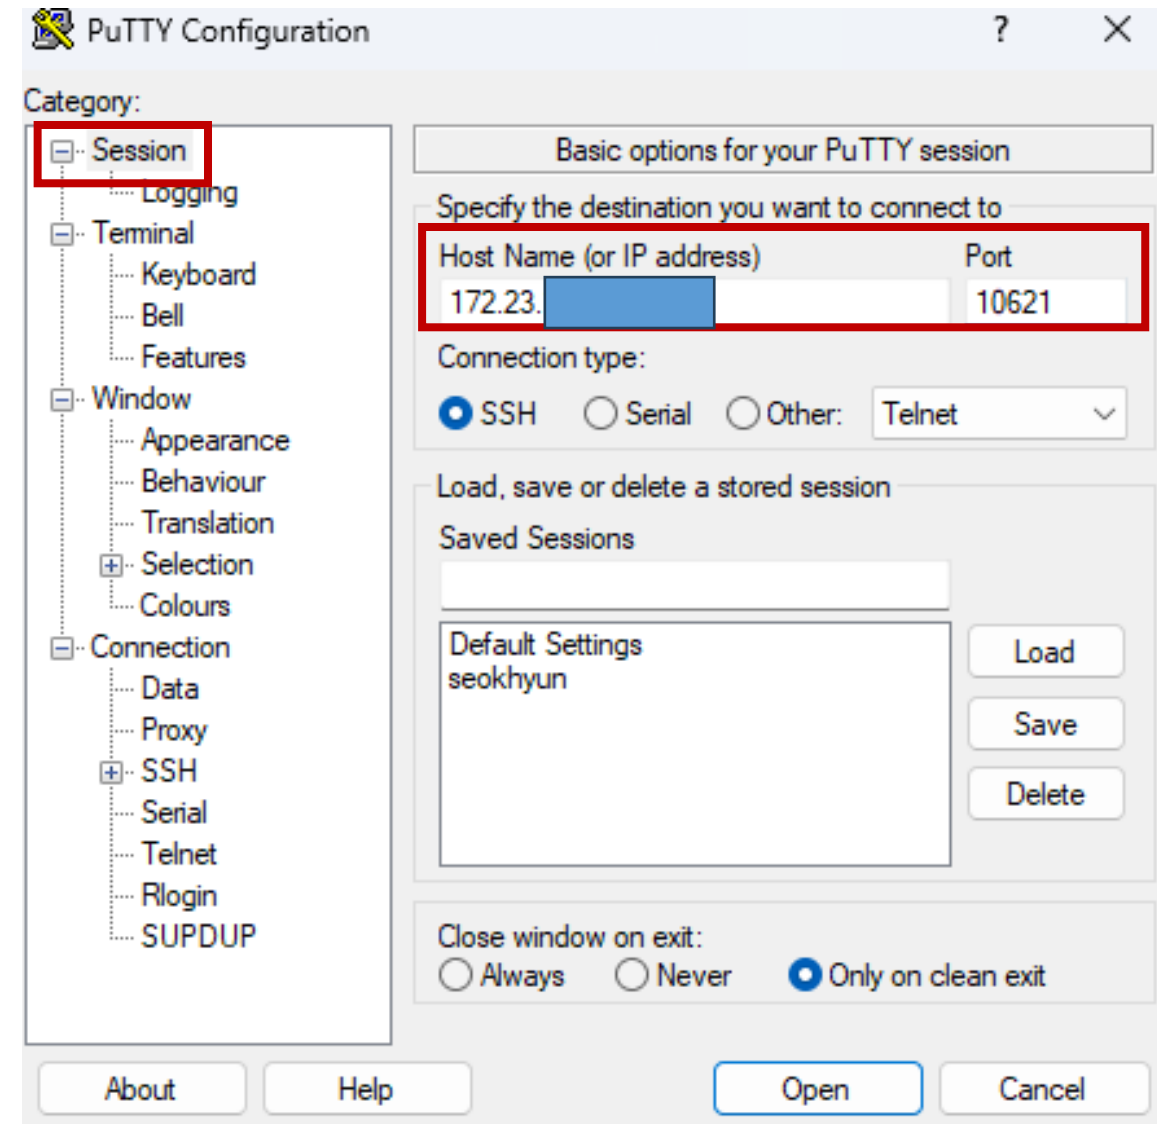 PuTTY Configuration
?
Category:
Session
Logging
Terminal
Keyboard
Bell
Features
Window
Appearance
Behaviour
Translation
Selection
Colours
Connection
Data
Proxy
SSH
Serial
Telnet
Rlogin
SUPDUP
Basic options for your PuTTY session
Specify the destination you want to connect to
Host Name (or IP address) Port
172.23. 10621
Connection type:
SSH Serial Other: Telnet
Load, save or delete a stored session
Saved Sessions
Default Settings
seokhyun
Load
Save
Delete
Close window on exit:
Always Never Only on clean exit
About Help Open Cancel